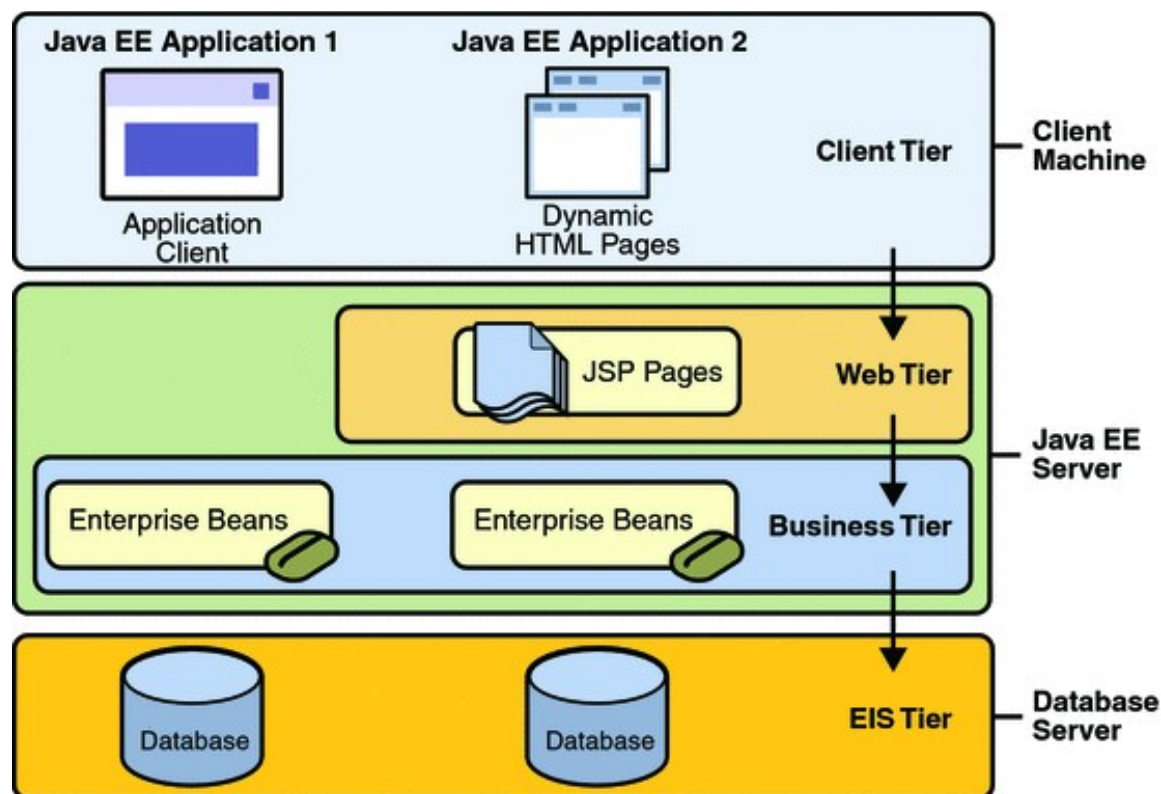 Java EE Application 1
Java EE Application 2
Application
Client
Dynamic
HTML Pages
Client Tier
Client
Machine
JSP Pages
Web Tier
Java EE
Server
Enterprise Beans
Enterprise Beans
Business Tier
Database
Database
EIS Tier
Database
Server